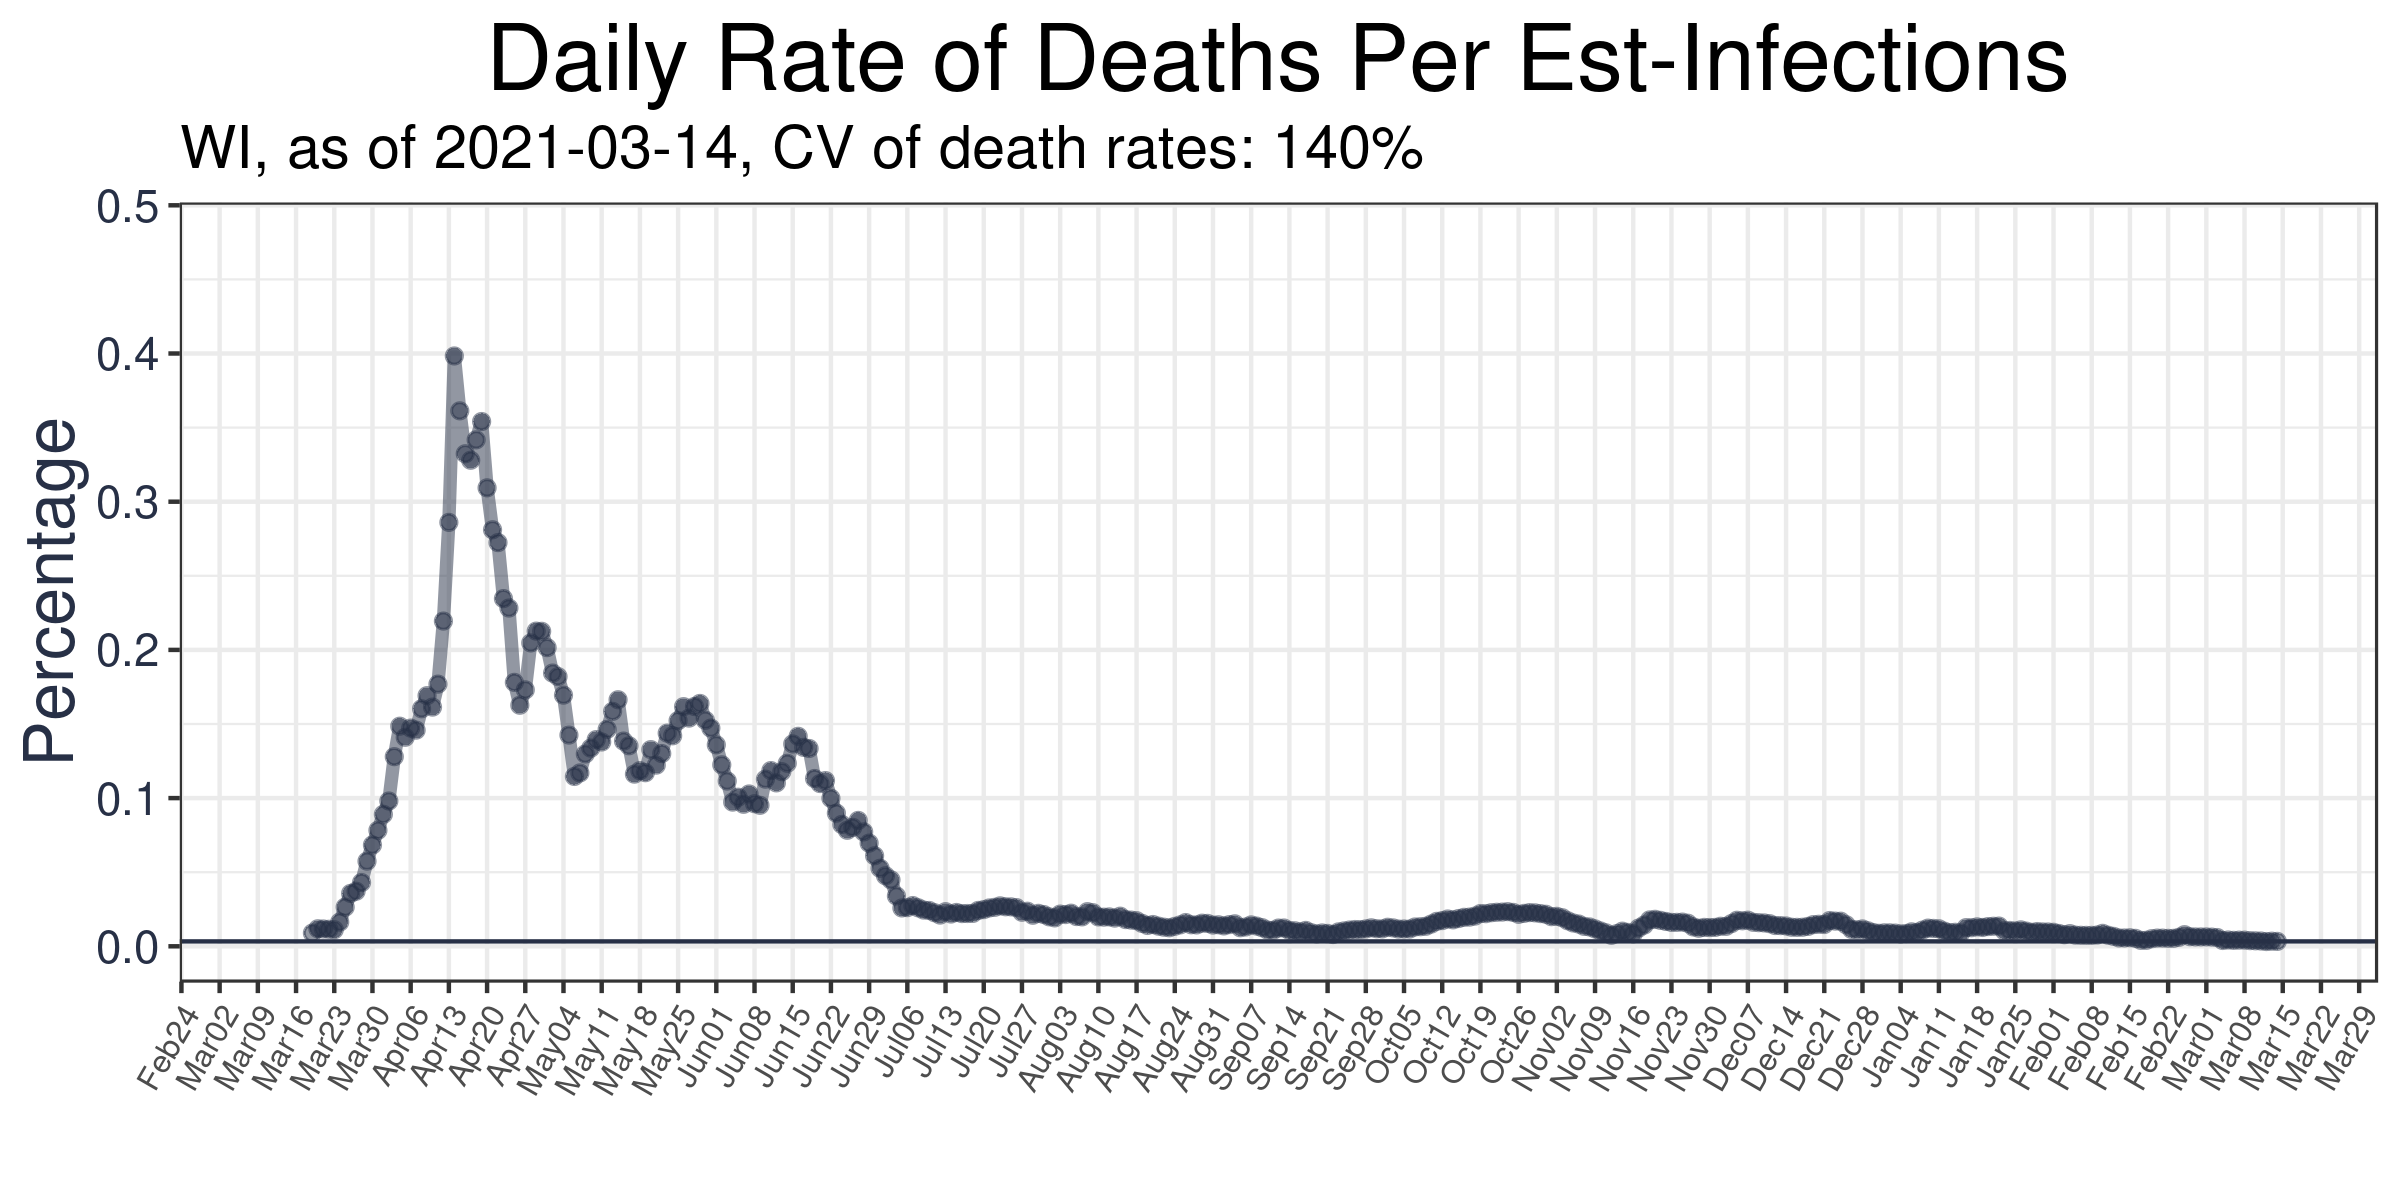 Daily Rate of Deaths Per Est-Infections
WI, as of 2021-03-14, CV of death rates: 140%
Percentage
0.5
0.4
0.3
0.2
0.1
0.0
Feb24
Mar02
Mar09
Mar16
Mar23
Mar30
Apr06
Apr13
Apr20
Apr27
May04
May11
May18
May25
Jun01
Jun08
Jun15
Jun22
Jun29
Jul06
Jul13
Jul20
Jul27
Aug03
Aug10
Aug17
Aug24
Aug31
Sep07
Sep14
Sep21
Sep28
Oct05
Oct12
Oct19
Oct26
Nov02
Nov09
Nov16
Nov23
Nov30
Dec07
Dec14
Dec21
Dec28
Jan04
Jan11
Jan18
Jan25
Feb01
Feb08
Feb15
Feb22
Mar01
Mar08
Mar15
Mar22
Mar29